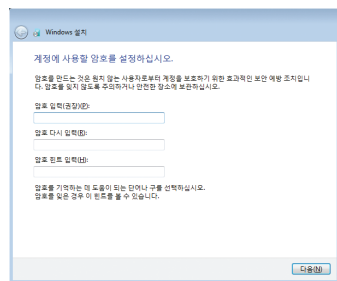 Windows 설치
계정에 사용할 암호를 설정하십시오.
암호를 만드는 것은 원치 않는 사용자로부터 계정을 보호하기 위한 효과적인 보안 예방 조치입니
다. 암호를 잊지 않도록 주의하거나 안전한 장소에 보관하십시오.
암호 입력(권장)(P):
암호 다시 입력(R):
암호 힌트 입력(H):
암호를 기억하는 데 도움이 되는 단어나 구를 선택하십시오.
암호를 잊은 경우 이 힌트를 볼 수 있습니다.
다음(N)